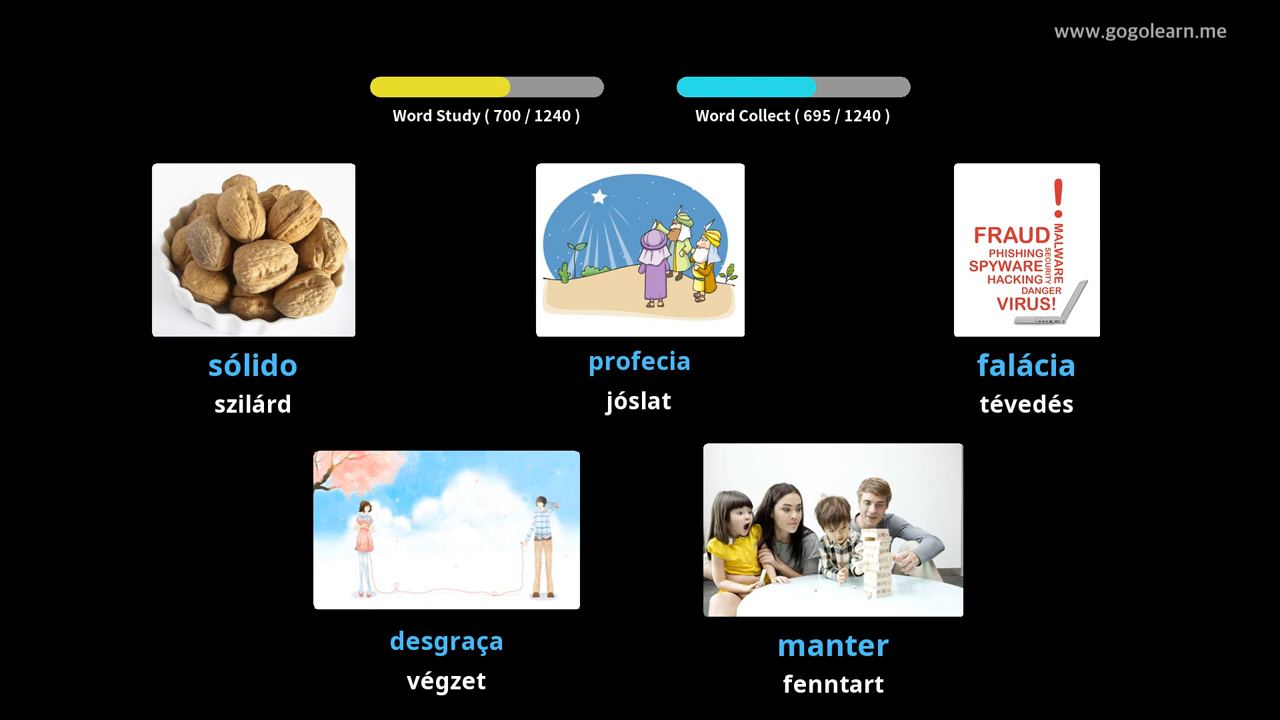 www.gogolearn.me
Word Study ( 700 / 1240 )
Word Collect ( 695 / 1240 )
FRAUD
PHISHING
SPYWARE
HACKING
DANGER
VIRUS!
!
MALWARE
SECURITY
sólido
profecia
falácia
szilárd
jóslat
tévedés
desgraça
manter
végzet
fenntart